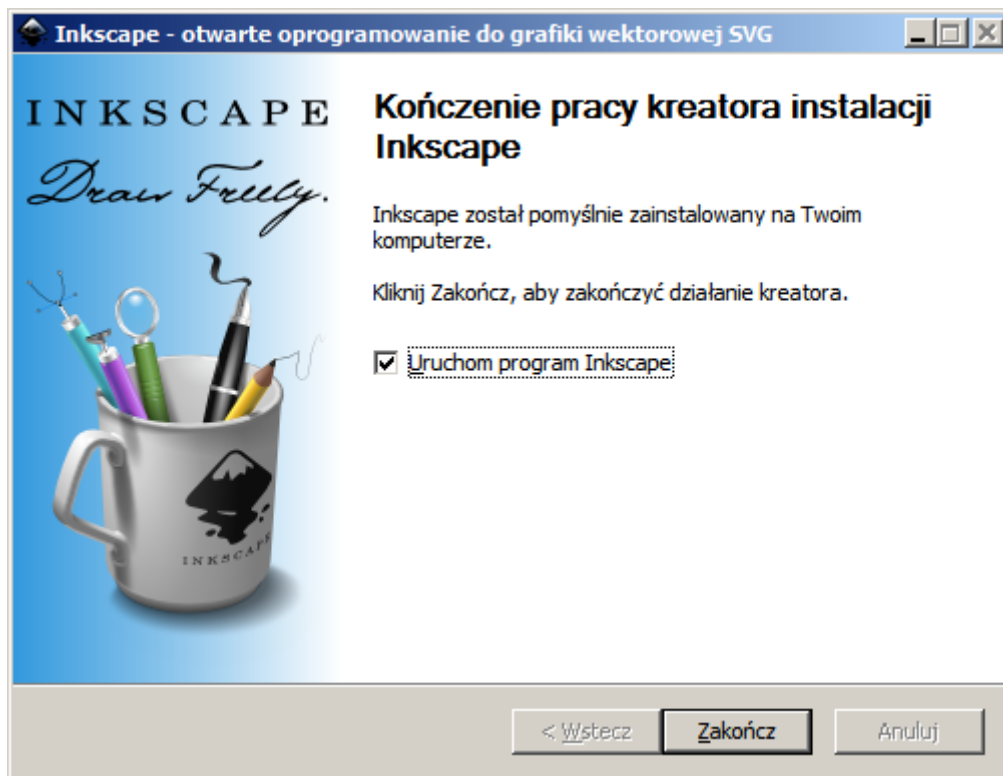 Inkscape - otwarte oprogramowanie do grafiki wektorowej SVG
INKSCAPE
Draw Freely.
Kończenie pracy kreatora instalacji
Inkscape
Inkscape został pomyślnie zainstalowany na Twoim
komputerze.
Kliknij Zakończ, aby zakończyć działanie kreatora.
Uruchom program Inkscape
INKSCAPE
< Wstecz
Zakończ
Anuluj